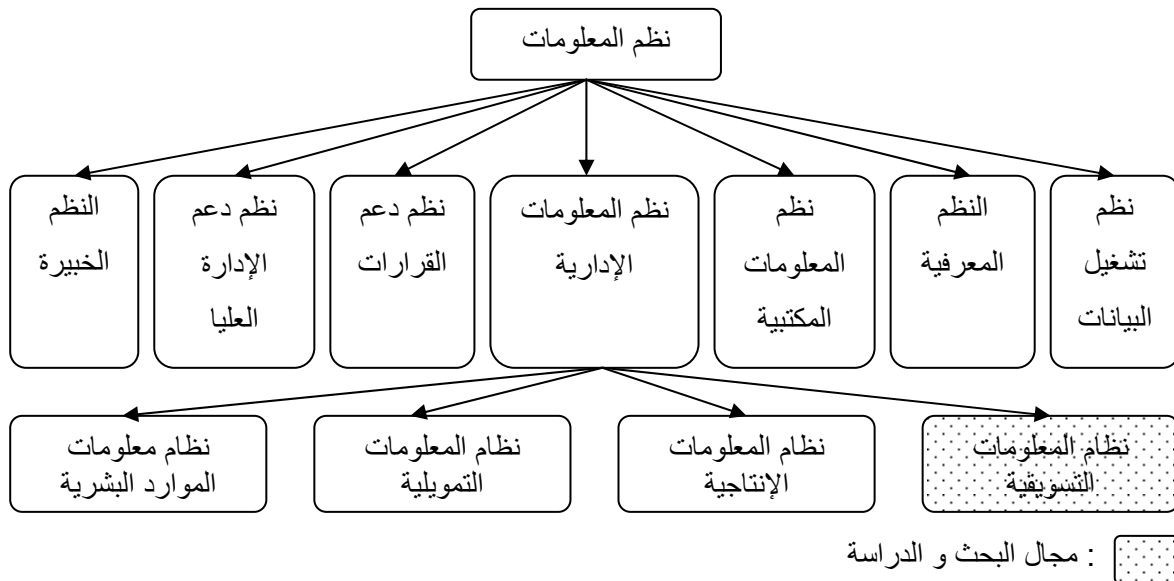 نظم المعلومات
نظم
تشغيل
البيانات
النظم
المعرفية
نظم
المعلومات
المكتبية
نظم المعلومات
الإدارية
نظم دعم
القرارات
نظم دعم
الإدارة
العليا
النظم
الخبيرة
نظام المعلومات
التسويقية
نظام المعلومات
الإنتاجية
نظام المعلومات
التمويلية
نظام معلومات
الموارد البشرية
: مجال البحث و الدراسة